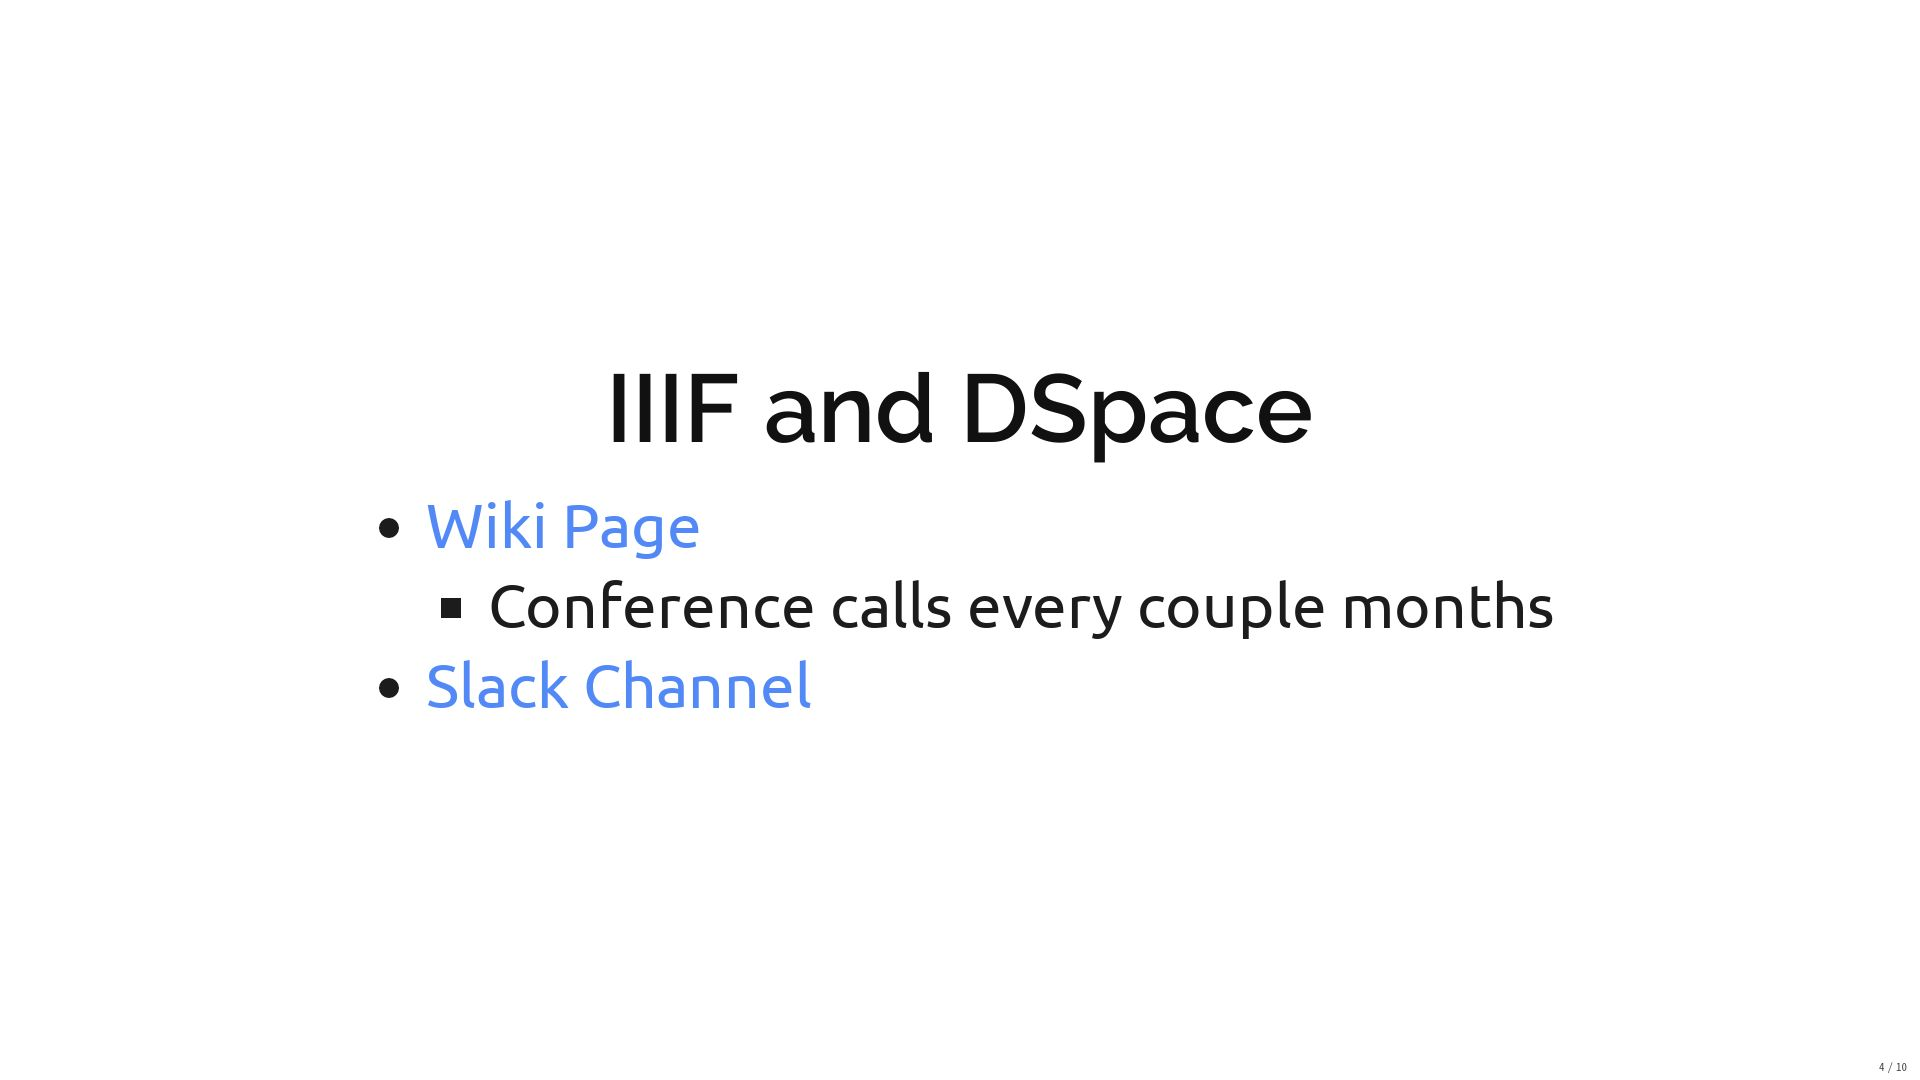 IIIF and DSpace
Wiki Page
Conference calls every couple months
Slack Channel
4 / 10